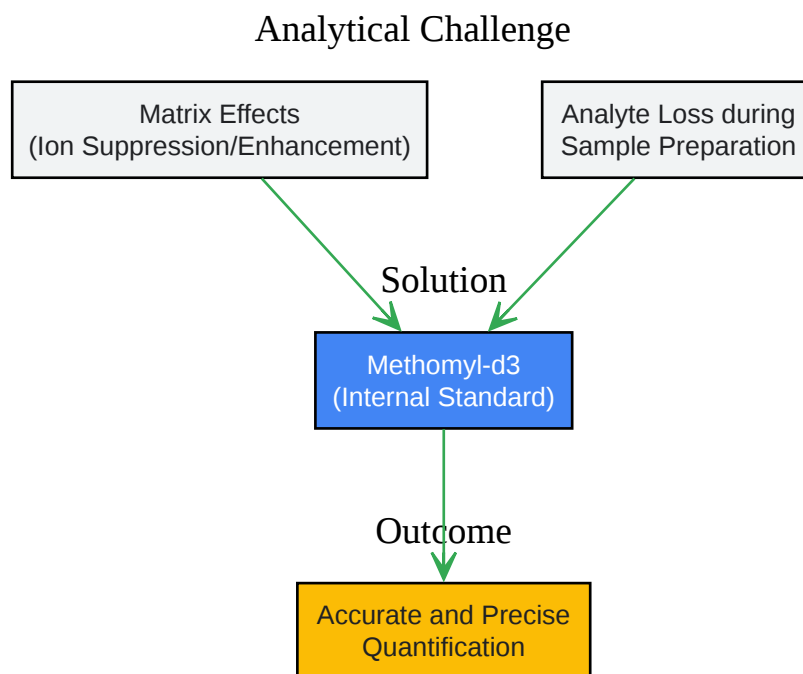 Analytical Challenge
Matrix Effects
(Ion Suppression/Enhancement)
Analyte Loss during
Sample Preparation
Solution
Methomyl-d3
(Internal Standard)
Outcome
Accurate and Precise
Quantification